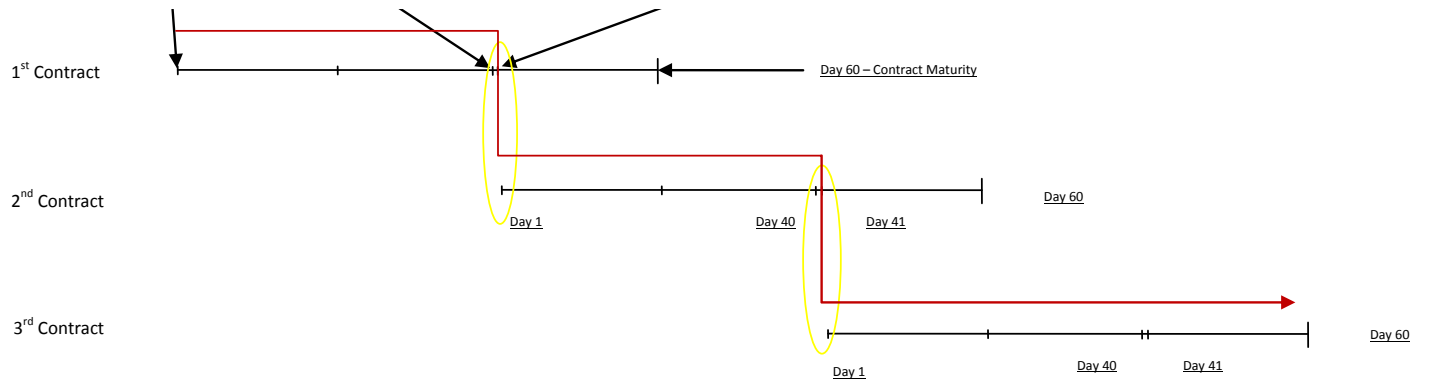 1st Contract
Day 60 – Contract Maturity
2nd Contract
Day 60
Day 1
Day 40
Day 41
3rd Contract
Day 60
Day 1
Day 40
Day 41